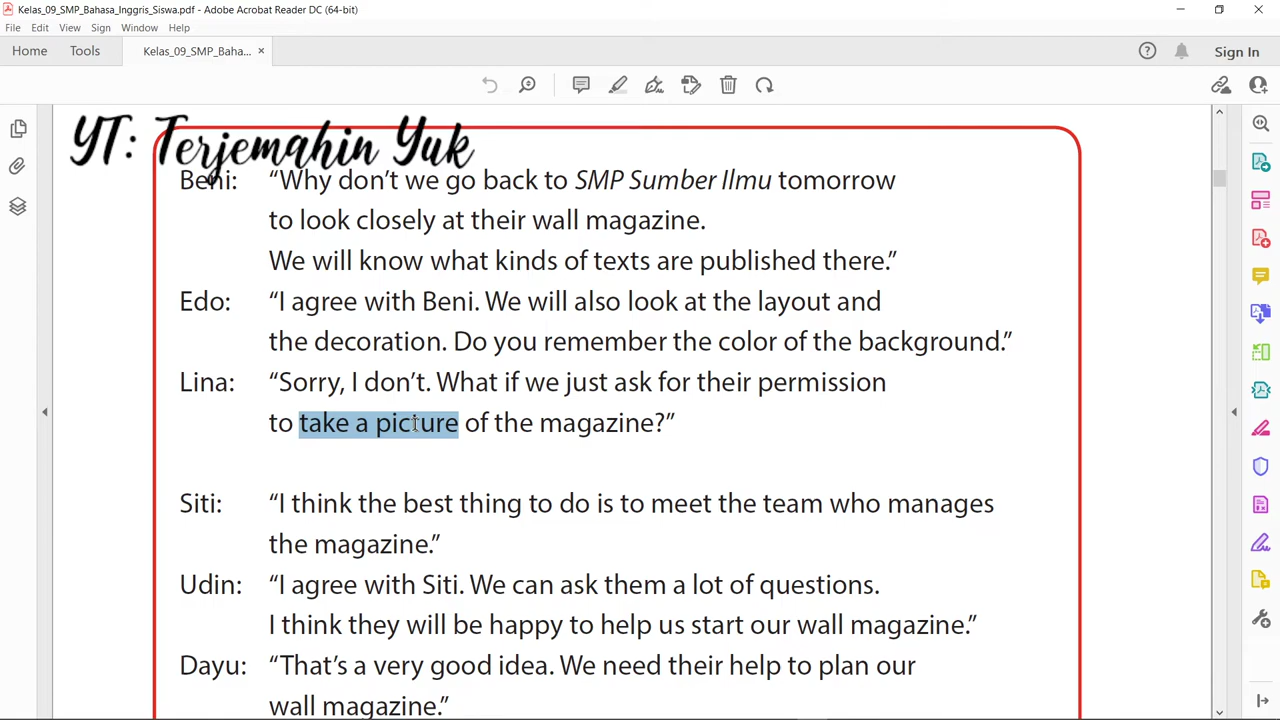 Kelas_09_SMP_Bahasa_Inggris_Siswa.pdf - Adobe Acrobat Reader DC (64-bit)
File Edit View Sign Window Help
Home Tools Kelas_09_SMP_Baha... × Sign In
YT: Terjemahin Yuk
Beni: “Why don’t we go back to SMP Sumber Ilmu tomorrow
to look closely at their wall magazine.
We will know what kinds of texts are published there.”
Edo: “I agree with Beni. We will also look at the layout and
the decoration. Do you remember the color of the background.”
Lina: “Sorry, I don’t. What if we just ask for their permission
to take a picture of the magazine?”
Siti: “I think the best thing to do is to meet the team who manages
the magazine.”
Udin: “I agree with Siti. We can ask them a lot of questions.
I think they will be happy to help us start our wall magazine.”
Dayu: “That’s a very good idea. We need their help to plan our
wall magazine.”